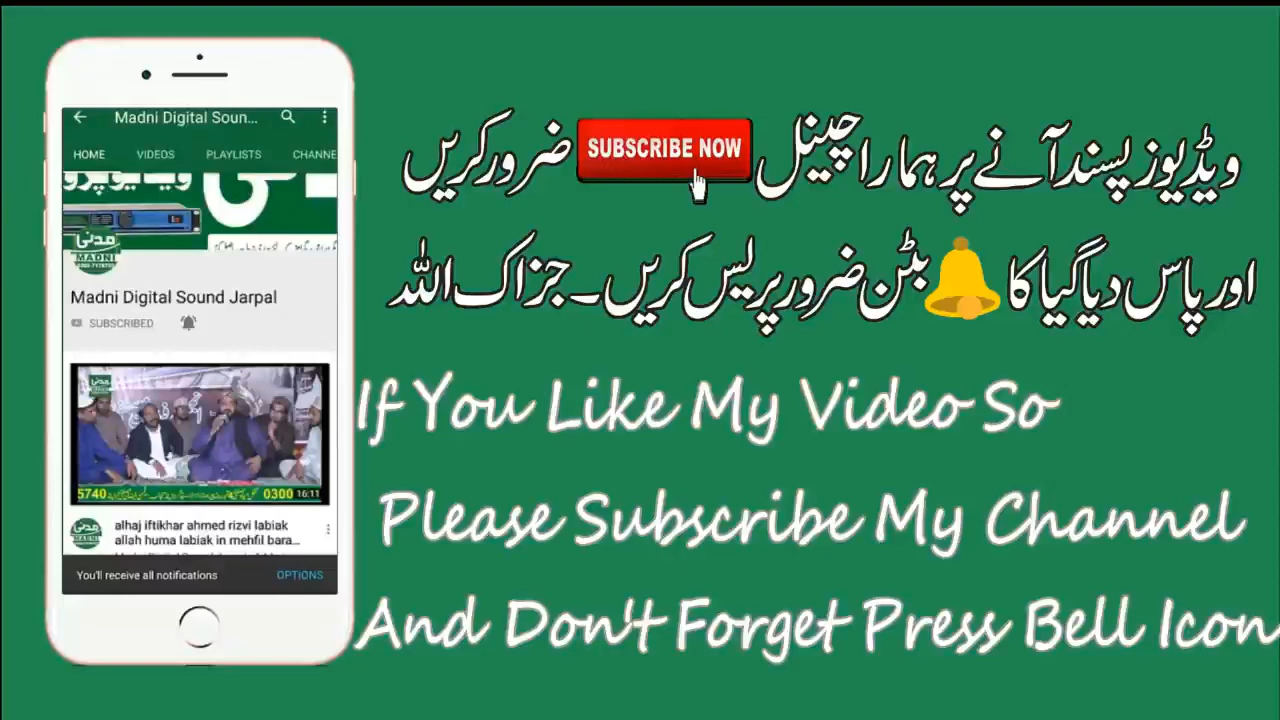 Madni Digital Soun...
HOME VIDEOS PLAYLISTS CHANNE
مدنی
MADNI
Madni Digital Sound Jarpal
SUBSCRIBED
5740
0300
16:11
alhaj iftikhar ahmed rizvi labiak
allah huma labiak in mehfil bara...
You'll receive all notifications OPTIONS
ویڈیوز پسند آنے پر ہمارا چینل SUBSCRIBE NOW ضرور کریں
اور پاس دیا گیا کا بٹن ضرور پریس کریں۔ جزاک اللہ
If You Like My Video So
Please Subscribe My Channel
And Don't Forget Press Bell Icon